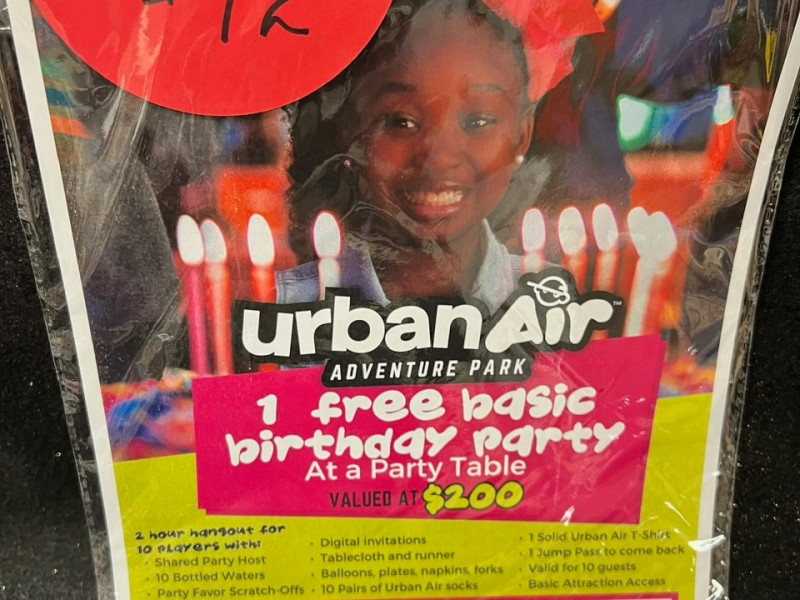 12
urban Air™
ADVENTURE PARK
1 free basic
birthday party
At a Party Table
VALUED AT $200
2 hour hangout for
10 players with:
· Shared Party Host
· 10 Bottled Waters
· Party Favor Scratch-Offs
· Digital invitations
· Tablecloth and runner
· Balloons, plates, napkins, forks
· 10 Pairs of Urban Air socks
· 1 Solid Urban Air T-Shirt
· 1 Jump Pass to come back
· Valid for 10 guests
· Basic Attraction Access